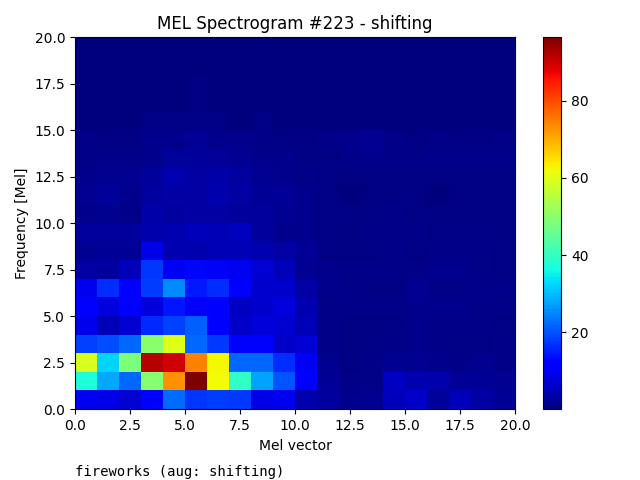 MEL Spectrogram #223 - shifting
20.0
17.5
15.0
12.5
10.0
7.5
5.0
2.5
0.0
Frequency [Mel]
0.0 2.5 5.0 7.5 10.0 12.5 15.0 17.5 20.0
Mel vector
80
60
40
20
fireworks (aug: shifting)